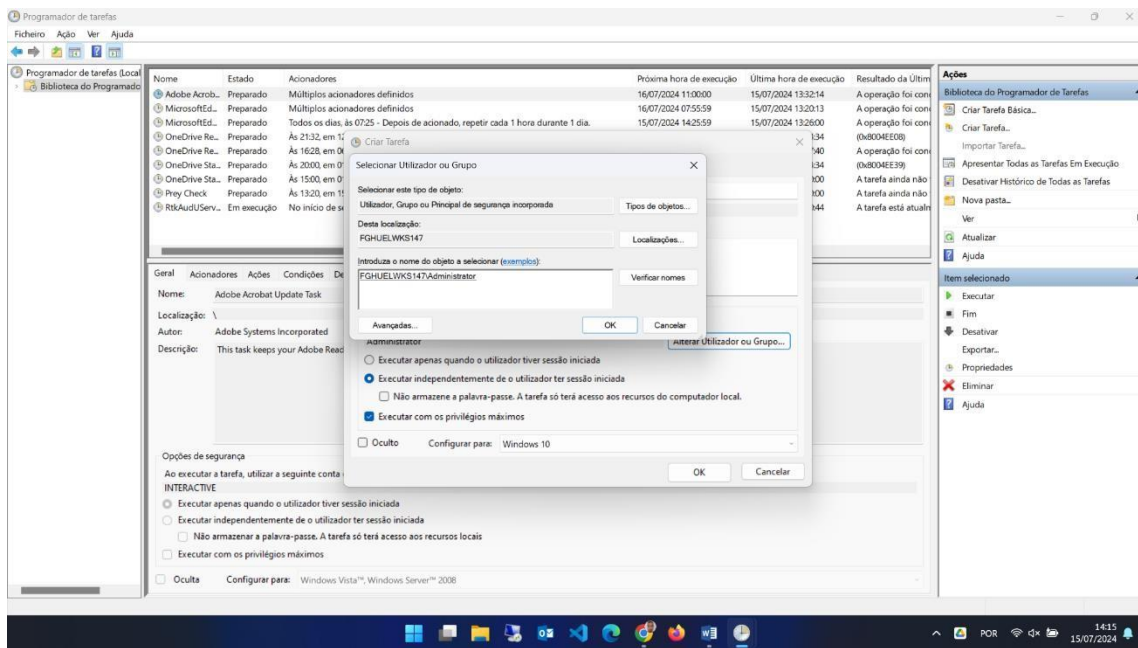 Programador de tarefas
Ficheiro Ação Ver Ajuda
Programador de tarefas (Local
Biblioteca do Programado
Nome Estado Acionadores Próxima hora de execução Última hora de execução Resultado da Últim
Adobe Acrob... Preparado Múltiplos acionadores definidos 16/07/2024 11:00:00 15/07/2024 13:32:14 A operação foi con
MicrosoftEd... Preparado Múltiplos acionadores definidos 16/07/2024 07:55:59 15/07/2024 13:20:13 A operação foi con
MicrosoftEd... Preparado Todos os dias, às 07:25 - Depois de acionado, repetir cada 1 hora durante 1 dia. 15/07/2024 14:25:59 15/07/2024 13:26:00 A operação foi con
OneDrive Re... Preparado Às 21:32, em 12 :34 (0x8004EE08)
OneDrive Re... Preparado Às 16:28, em 0 :40 A operação foi con
OneDrive Sta... Preparado Às 20:00, em 0 :34 (0x8004EE39)
OneDrive Sta... Preparado Às 15:00, em 0 :00 A tarefa ainda não
Prey Check Preparado Às 13:20, em 15 :00 A tarefa ainda não
RtkAudUServ... Em execução No início de se :44 A tarefa está atualm
Geral Acionadores Ações Condições De
Nome: Adobe Acrobat Update Task
Localização: \
Autor: Adobe Systems Incorporated
Descrição: This task keeps your Adobe Read
Opções de segurança
Ao executar a tarefa, utilizar a seguinte conta
INTERACTIVE
Executar apenas quando o utilizador tiver sessão iniciada
Executar independentemente de o utilizador ter sessão iniciada
Não armazenar a palavra-passe. A tarefa só terá acesso aos recursos locais
Executar com os privilégios máximos
Oculta Configurar para: Windows Vista™, Windows Server™ 2008
Criar Tarefa
Selecionar Utilizador ou Grupo
Selecionar este tipo de objeto:
Utilizador, Grupo ou Principal de segurança incorporada Tipos de objetos...
Desta localização:
FGHUELWKS147 Localizações...
Introduza o nome do objeto a selecionar (exemplos):
FGHUELWKS147\Administrator Verificar nomes
Avançadas... OK Cancelar
Administrator Alterar Utilizador ou Grupo...
Executar apenas quando o utilizador tiver sessão iniciada
Executar independentemente de o utilizador ter sessão iniciada
Não armazene a palavra-passe. A tarefa só terá acesso aos recursos do computador local.
Executar com os privilégios máximos
Oculto Configurar para: Windows 10
OK Cancelar
Ações
Biblioteca do Programador de Tarefas
Criar Tarefa Básica...
Criar Tarefa...
Importar Tarefa...
Apresentar Todas as Tarefas Em Execução
Desativar Histórico de Todas as Tarefas
Nova pasta...
Ver
Atualizar
Ajuda
Item selecionado
Executar
Fim
Desativar
Exportar...
Propriedades
Eliminar
Ajuda
POR 14:15
15/07/2024